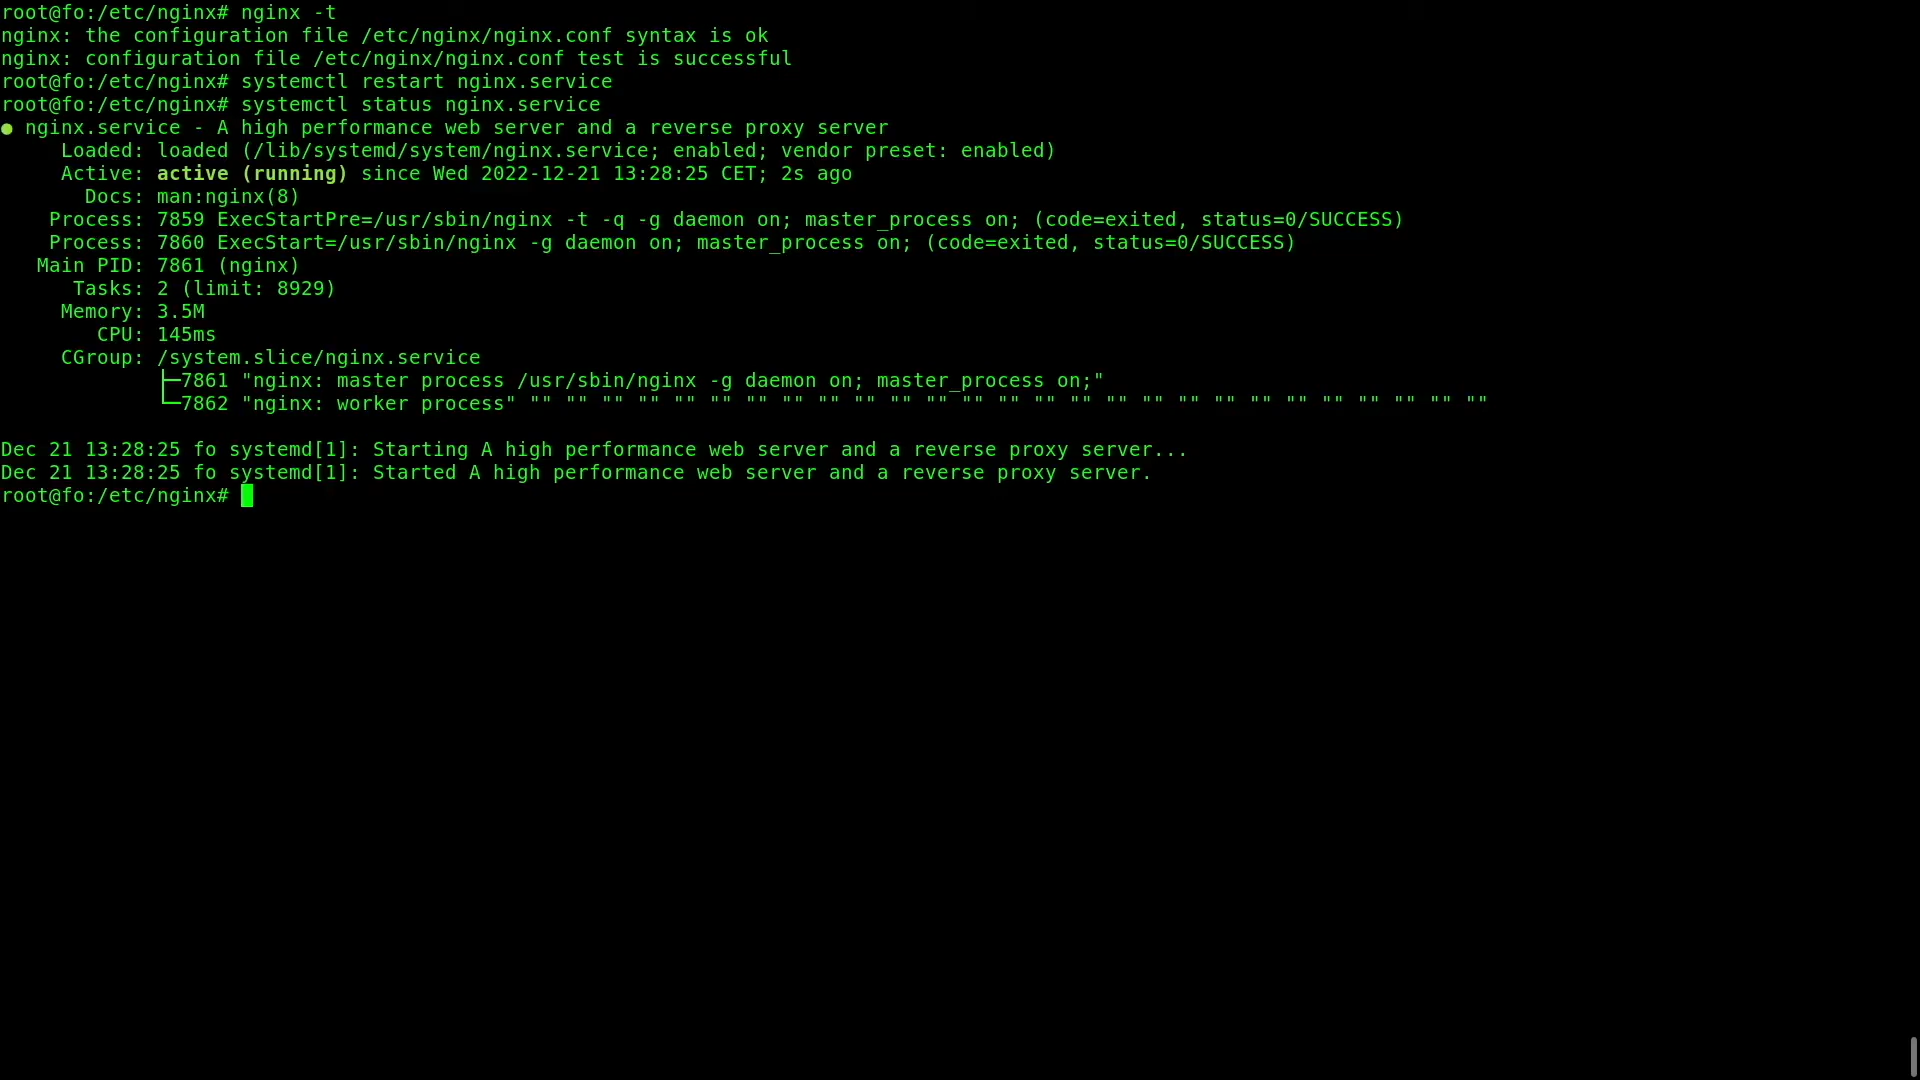 root@fo:/etc/nginx# nginx -t
nginx: the configuration file /etc/nginx/nginx.conf syntax is ok
nginx: configuration file /etc/nginx/nginx.conf test is successful
root@fo:/etc/nginx# systemctl restart nginx.service
root@fo:/etc/nginx# systemctl status nginx.service
● nginx.service - A high performance web server and a reverse proxy server
     Loaded: loaded (/lib/systemd/system/nginx.service; enabled; vendor preset: enabled)
     Active: active (running) since Wed 2022-12-21 13:28:25 CET; 2s ago
       Docs: man:nginx(8)
    Process: 7859 ExecStartPre=/usr/sbin/nginx -t -q -g daemon on; master_process on; (code=exited, status=0/SUCCESS)
    Process: 7860 ExecStart=/usr/sbin/nginx -g daemon on; master_process on; (code=exited, status=0/SUCCESS)
   Main PID: 7861 (nginx)
      Tasks: 2 (limit: 8929)
     Memory: 3.5M
        CPU: 145ms
     CGroup: /system.slice/nginx.service
             ├─7861 "nginx: master process /usr/sbin/nginx -g daemon on; master_process on;"
             └─7862 "nginx: worker process" "" "" "" "" "" "" "" "" "" "" "" "" "" "" "" "" "" "" "" "" "" "" "" "" "" "" ""

Dec 21 13:28:25 fo systemd[1]: Starting A high performance web server and a reverse proxy server...
Dec 21 13:28:25 fo systemd[1]: Started A high performance web server and a reverse proxy server.
root@fo:/etc/nginx#